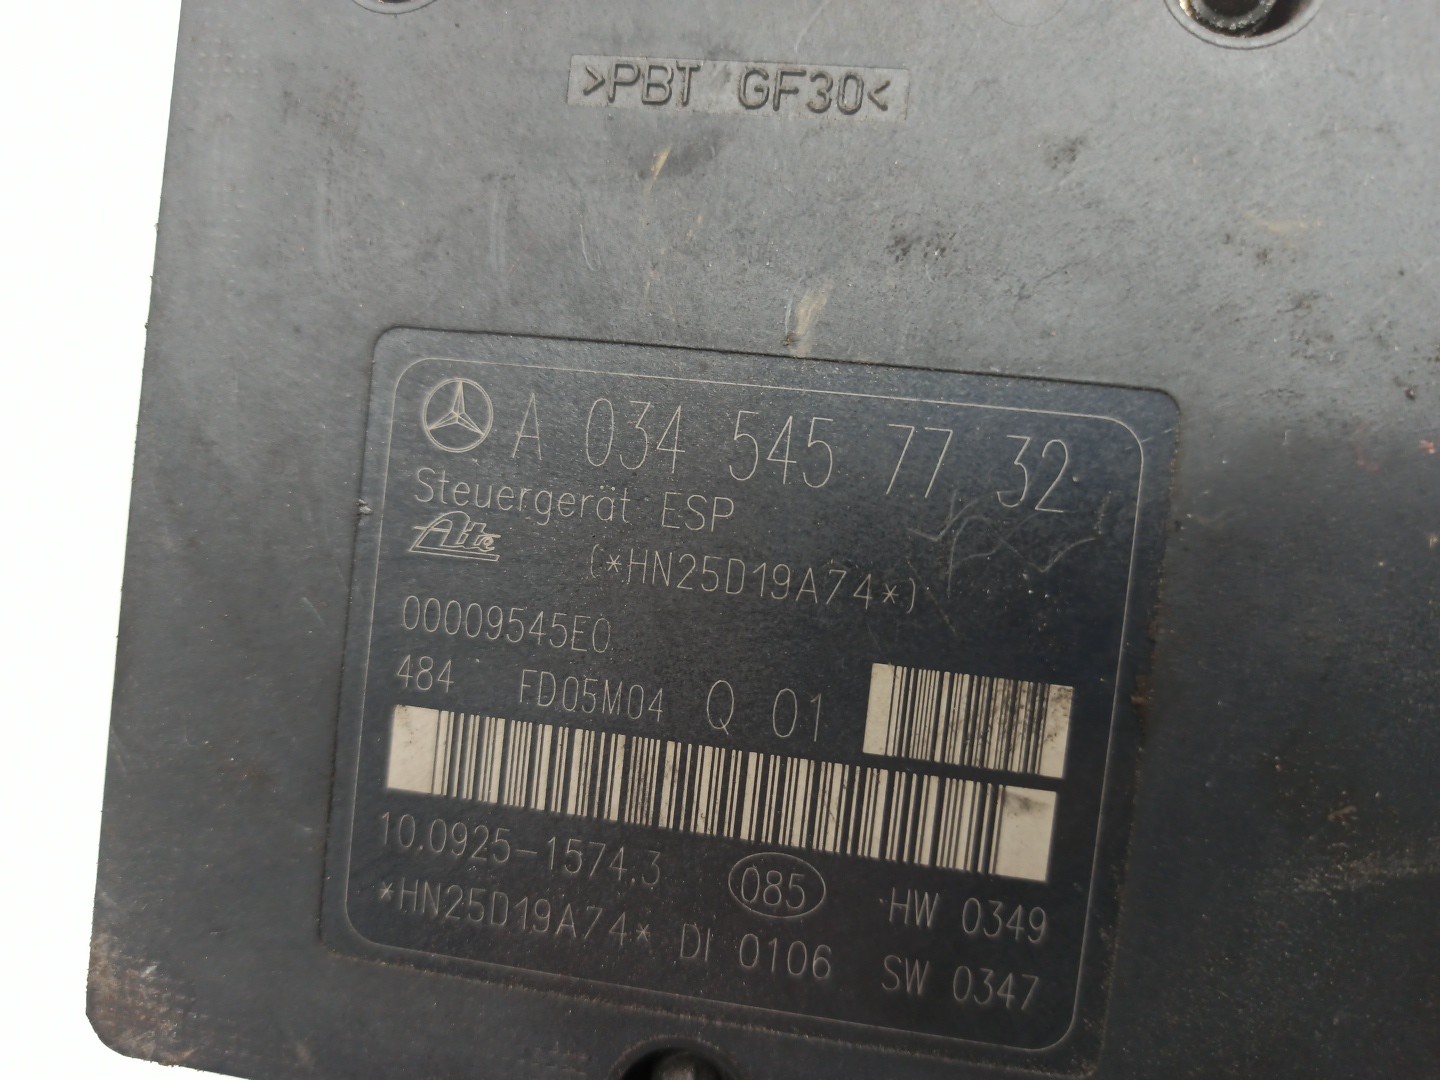 >PBT GF30<
A 034 545 77 32
Steuergerät ESP
Ate
(*HN25D19A74*)
00009545E0
484 FD05M04 Q 01
10.0925-1574.3 085 HW 0349
*HN25D19A74* DI 0106 SW 0347